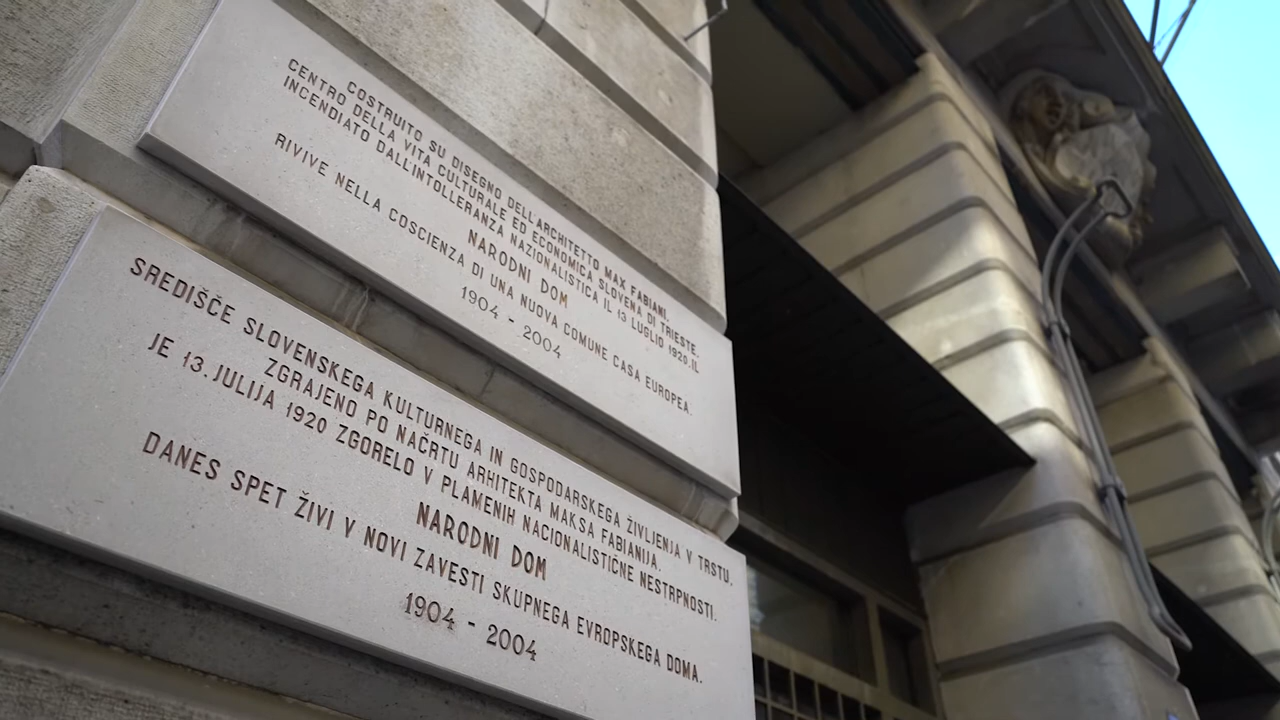 COSTRUITO SU DISEGNO DELL'ARCHITETTO MAX FABIANI,
CENTRO DELLA VITA CULTURALE ED ECONOMICA SLOVENA DI TRIESTE,
INCENDIATO DALL'INTOLLERANZA NAZIONALISTICA IL 13 LUGLIO 1920, IL
NARODNI DOM
RIVIVE NELLA COSCIENZA DI UNA NUOVA COMUNE CASA EUROPEA.
1904 - 2004
SREDIŠČE SLOVENSKEGA KULTURNEGA IN GOSPODARSKEGA ŽIVLJENJA V TRSTU,
ZGRAJENO PO NAČRTU ARHITEKTA MAKSA FABIANIJA,
JE 13. JULIJA 1920 ZGORELO V PLAMENIH NACIONALISTIČNE NESTRPNOSTI.
NARODNI DOM
DANES SPET ŽIVI V NOVI ZAVESTI SKUPNEGA EVROPSKEGA DOMA.
1904 - 2004